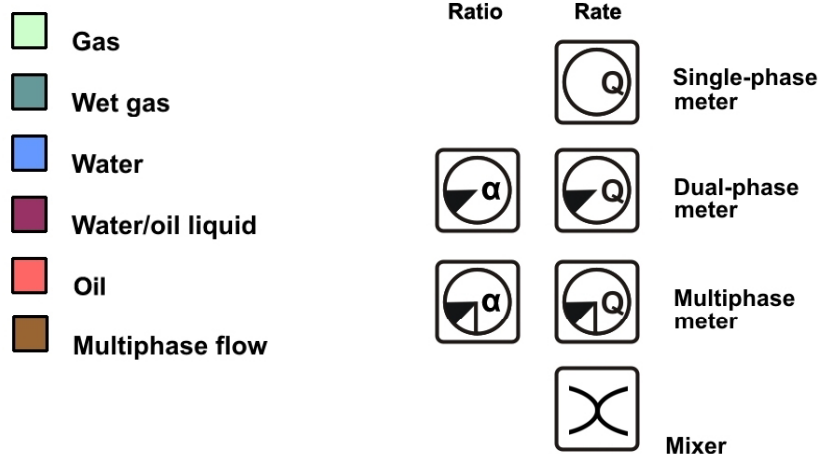 Ratio Rate
Gas
Q
Single-phase
meter
Wet gas
Water
α Q
Dual-phase
meter
Water/oil liquid
Oil
α Q
Multiphase
meter
Multiphase flow
Mixer